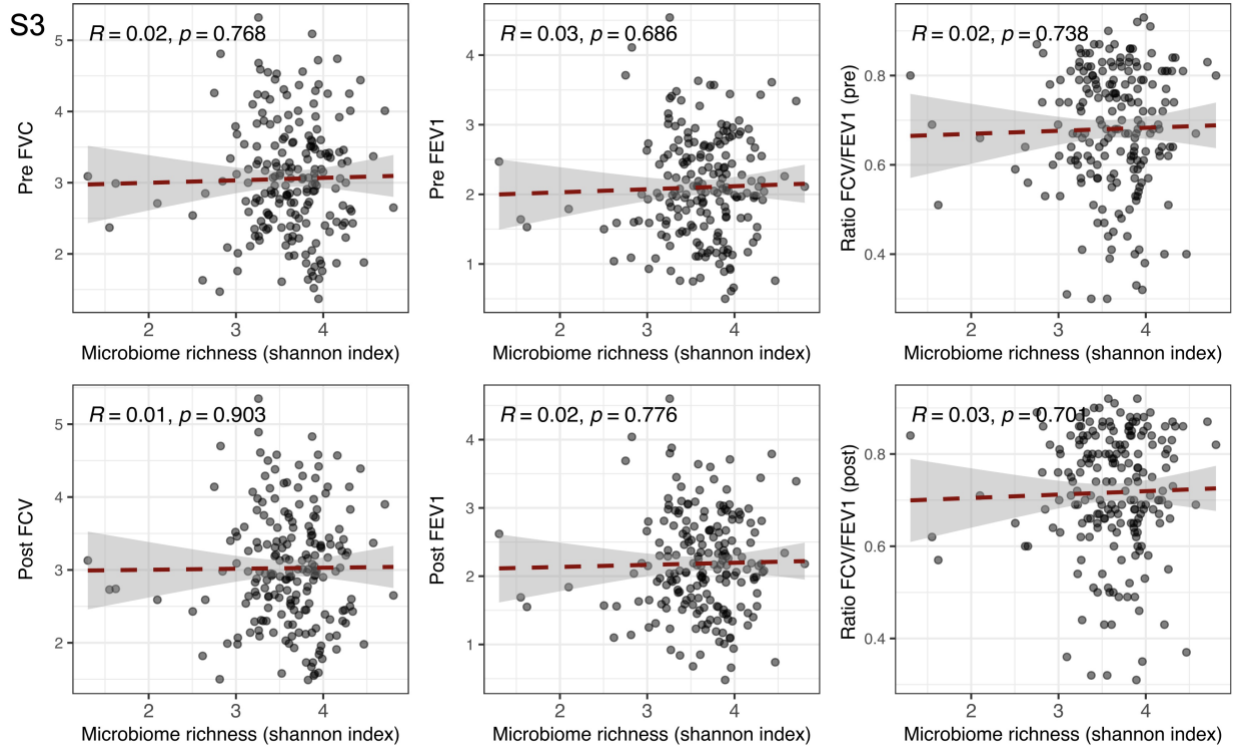 S3
R = 0.02, p = 0.768
Pre FVC
5
4
3
2
2 3 4
Microbiome richness (shannon index)
R = 0.03, p = 0.686
Pre FEV1
4
3
2
1
2 3 4
Microbiome richness (shannon index)
R = 0.02, p = 0.738
Ratio FCV/FEV1 (pre)
0.8
0.6
0.4
2 3 4
Microbiome richness (shannon index)
R = 0.01, p = 0.903
Post FCV
5
4
3
2
2 3 4
Microbiome richness (shannon index)
R = 0.02, p = 0.776
Post FEV1
4
3
2
1
2 3 4
Microbiome richness (shannon index)
R = 0.03, p = 0.701
Ratio FCV/FEV1 (post)
0.8
0.6
0.4
2 3 4
Microbiome richness (shannon index)